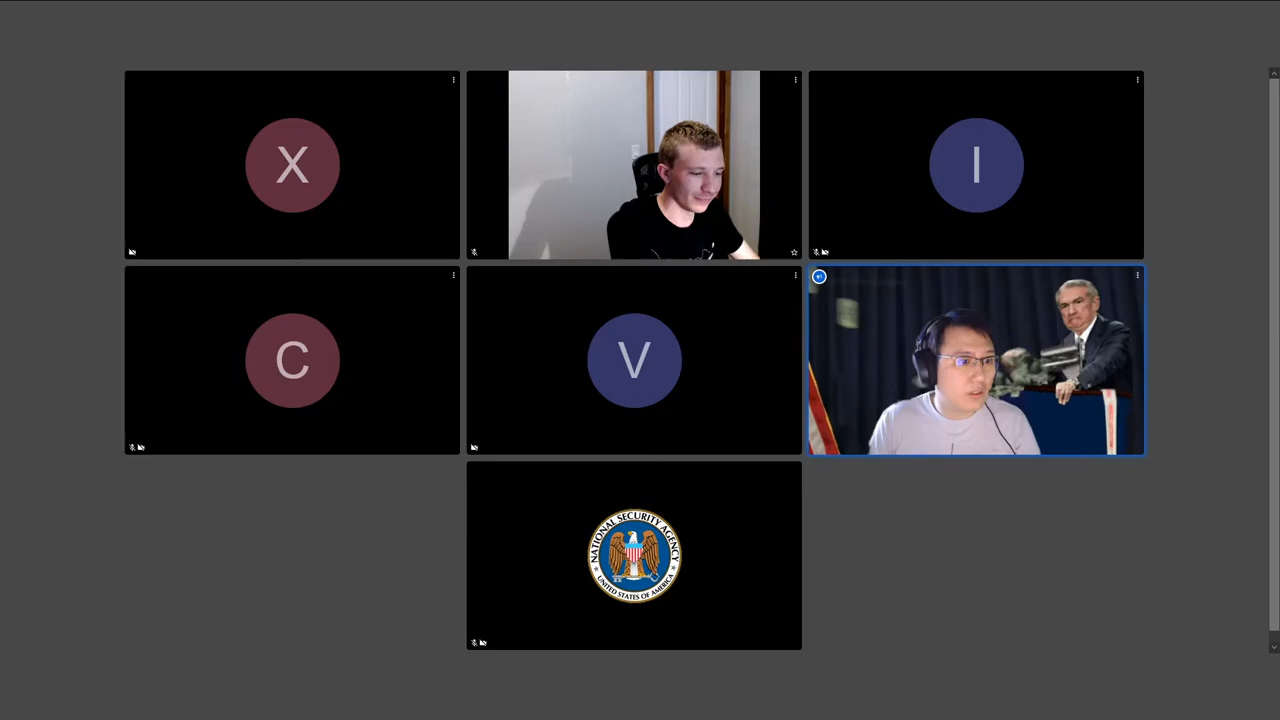 X
I
C
V
NATIONAL SECURITY AGENCY
UNITED STATES OF AMERICA